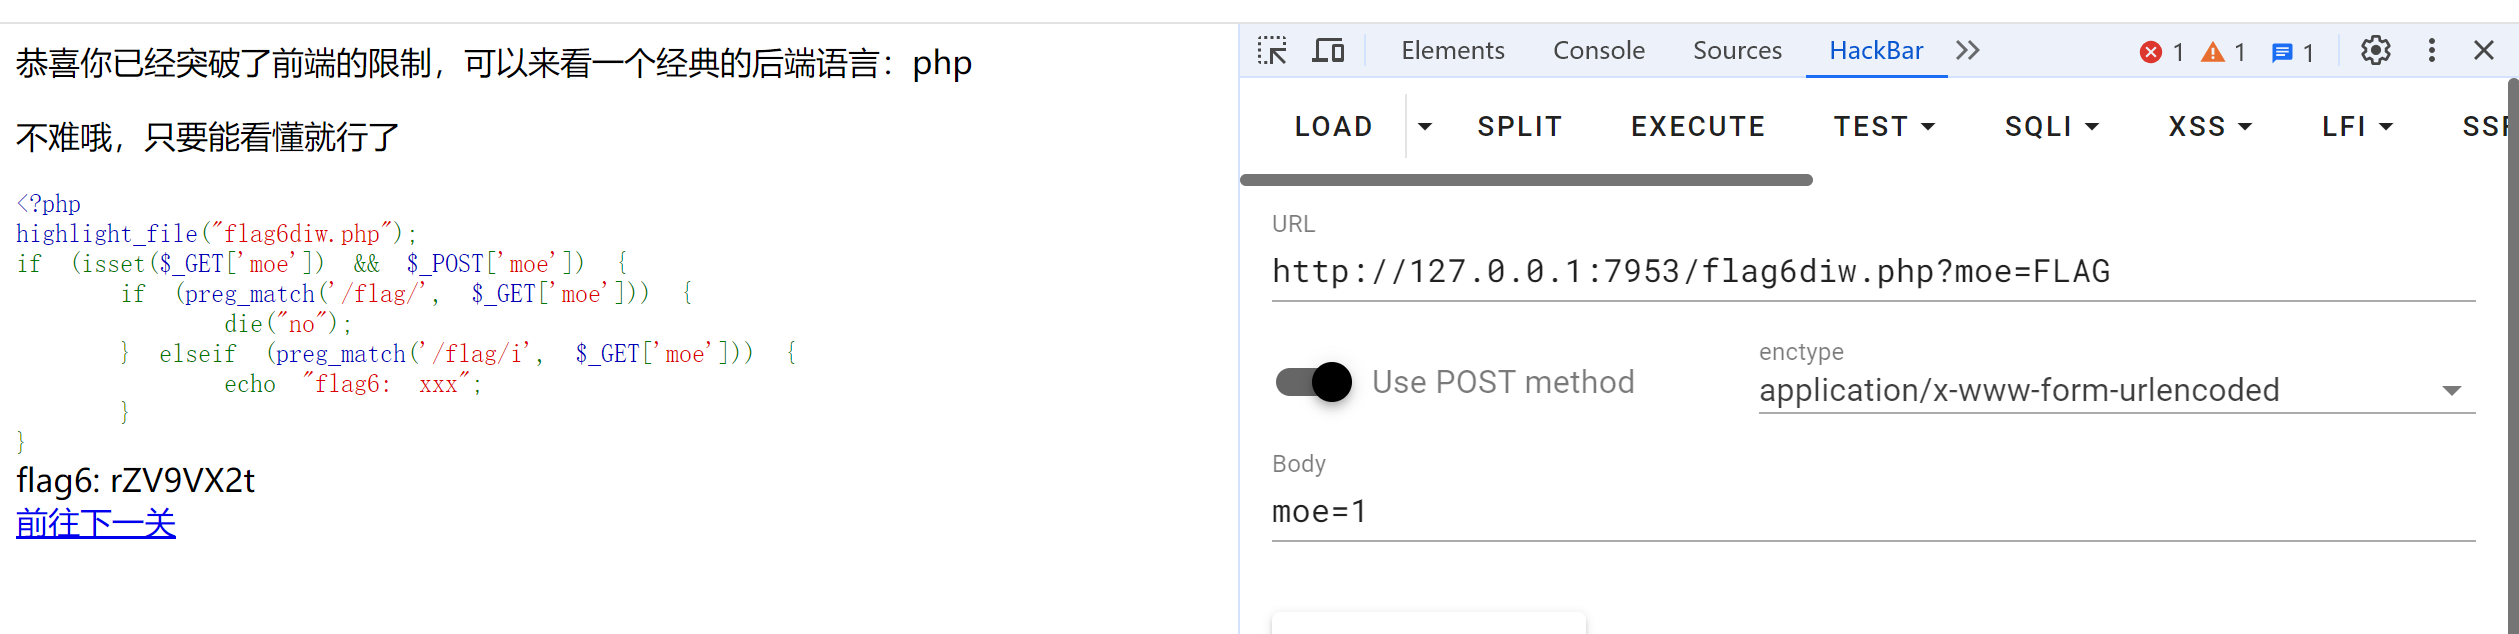 恭喜你已经突破了前端的限制，可以来看一个经典的后端语言：php
不难哦，只要能看懂就行了
<?php
highlight_file("flag6diw.php");
if (isset($_GET['moe']) && $_POST['moe']) {
if (preg_match('/flag/', $_GET['moe'])) {
die("no");
} elseif (preg_match('/flag/i', $_GET['moe'])) {
echo "flag6: xxx";
}
}
flag6: rZV9VX2t
前往下一关
Elements Console Sources HackBar 1 1 1
LOAD SPLIT EXECUTE TEST SQLI XSS LFI
URL
http://127.0.0.1:7953/flag6diw.php?moe=FLAG
Use POST method
enctype
application/x-www-form-urlencoded
Body
moe=1